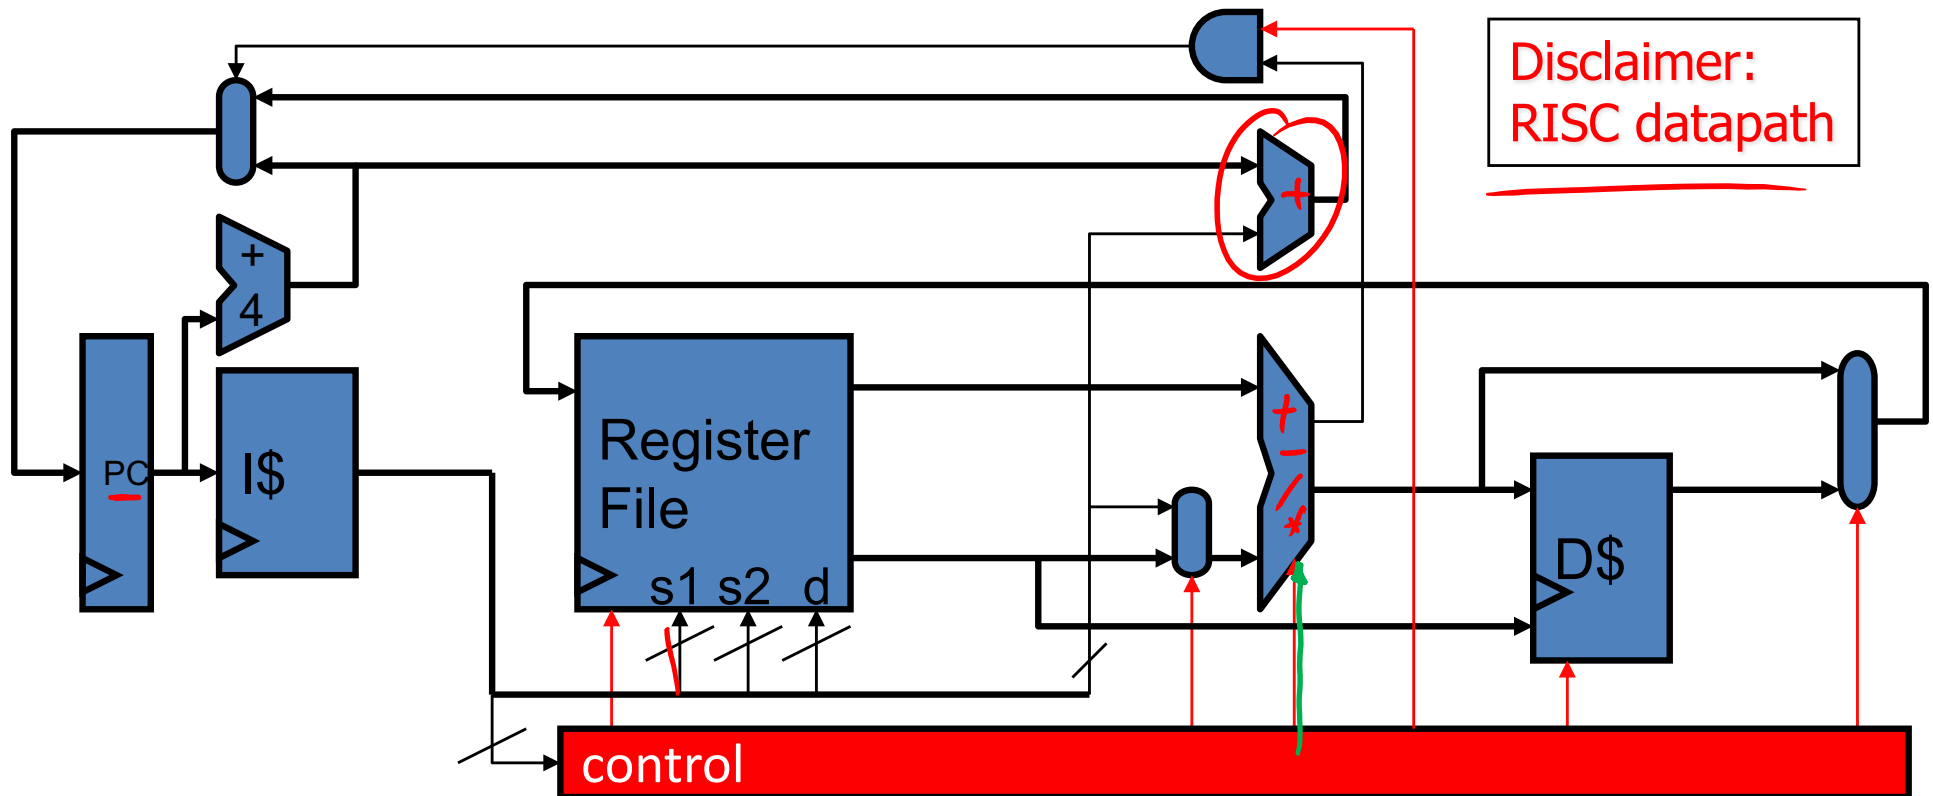 Disclaimer:
RISC datapath
+
+
4
PC
I$
Register
File
s1 s2 d
+
−
/
*
D$
control